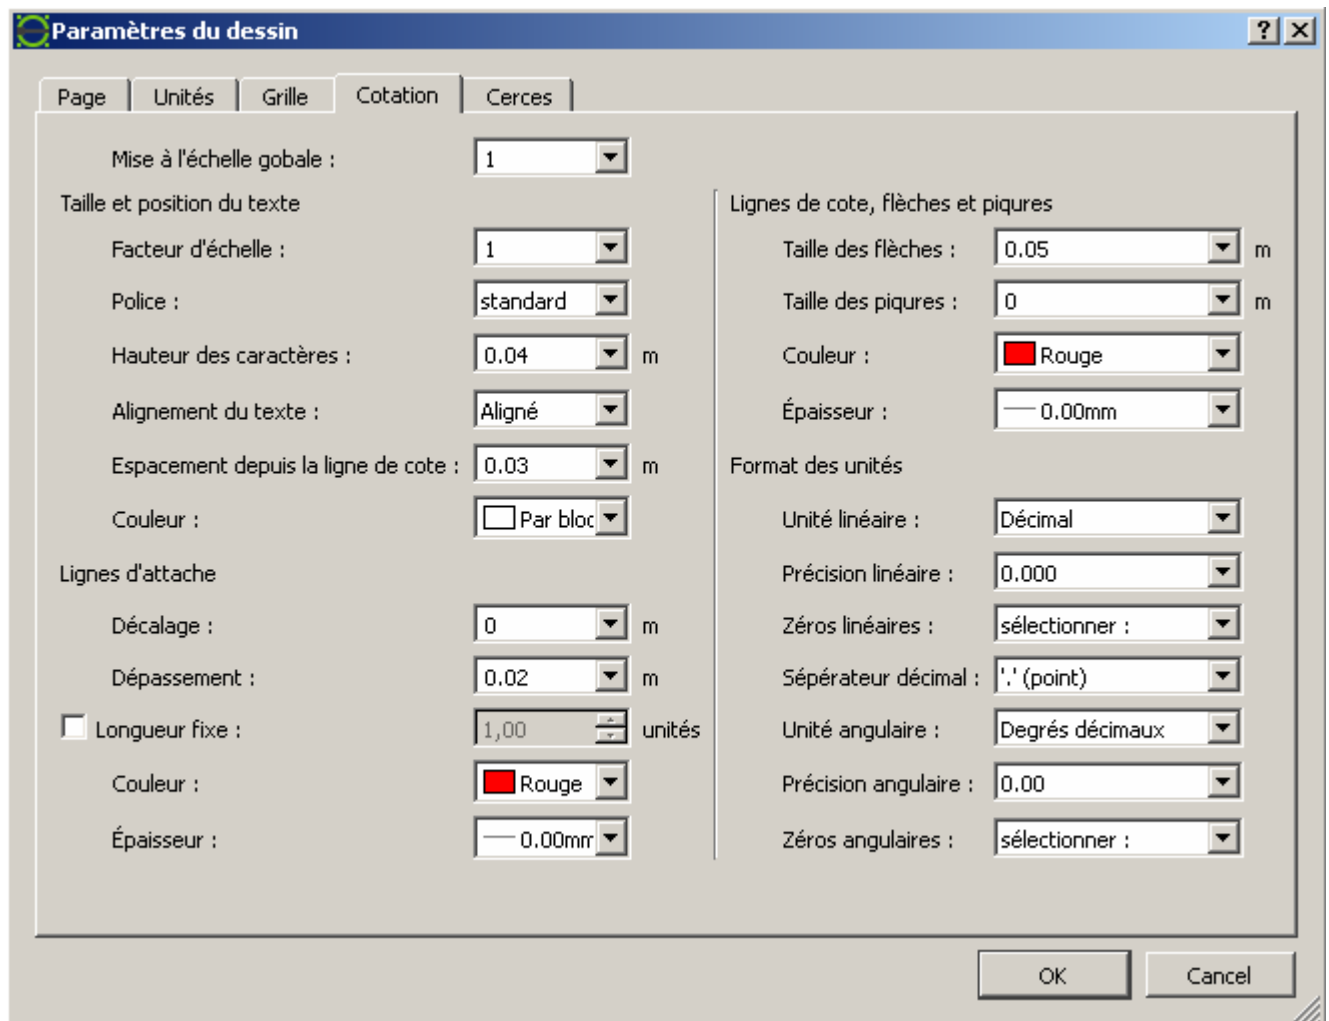 Paramètres du dessin
Page Unités Grille Cotation Cerces
Mise à l'échelle gobale : 1
Taille et position du texte
Facteur d'échelle : 1
Police : standard
Hauteur des caractères : 0.04 m
Alignement du texte : Aligné
Espacement depuis la ligne de cote : 0.03 m
Couleur : Par bloc
Lignes d'attache
Décalage : 0 m
Dépassement : 0.02 m
Longueur fixe : 1,00 unités
Couleur : Rouge
Épaisseur : 0.00mm
Lignes de cote, flèches et piqures
Taille des flèches : 0.05 m
Taille des piqures : 0 m
Couleur : Rouge
Épaisseur : 0.00mm
Format des unités
Unité linéaire : Décimal
Précision linéaire : 0.000
Zéros linéaires : sélectionner :
Sépérateur décimal : '.' (point)
Unité angulaire : Degrés décimaux
Précision angulaire : 0.00
Zéros angulaires : sélectionner :
OK Cancel